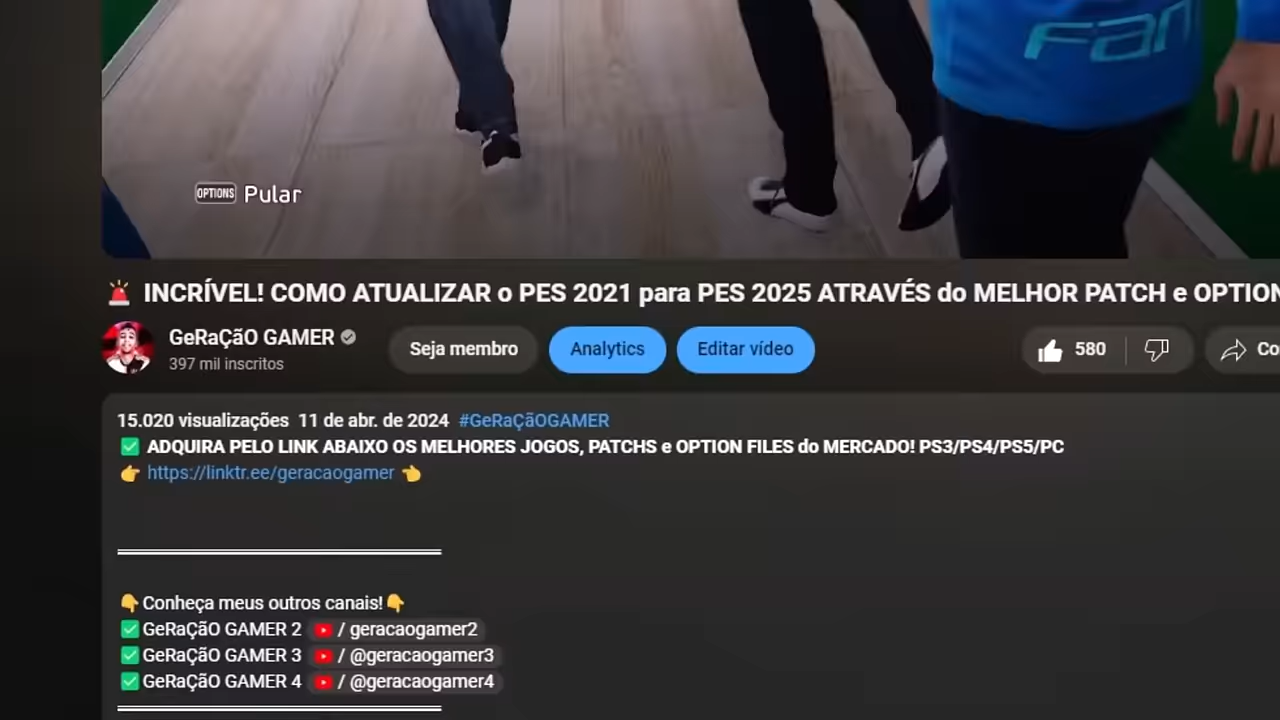 Fan
OPTIONS Pular
🚨 INCRÍVEL! COMO ATUALIZAR o PES 2021 para PES 2025 ATRAVÉS do MELHOR PATCH e OPTION
GeRaÇãO GAMER
397 mil inscritos
Seja membro
Analytics
Editar vídeo
580
15.020 visualizações 11 de abr. de 2024 #GeRaÇãOGAMER
✅ ADQUIRA PELO LINK ABAIXO OS MELHORES JOGOS, PATCHS e OPTION FILES do MERCADO! PS3/PS4/PS5/PC
👉 https://linktr.ee/geracaogamer 👈
👇Conheça meus outros canais!👇
✅GeRaÇãO GAMER 2 / geracaogamer2
✅GeRaÇãO GAMER 3 / @geracaogamer3
✅GeRaÇãO GAMER 4 / @geracaogamer4